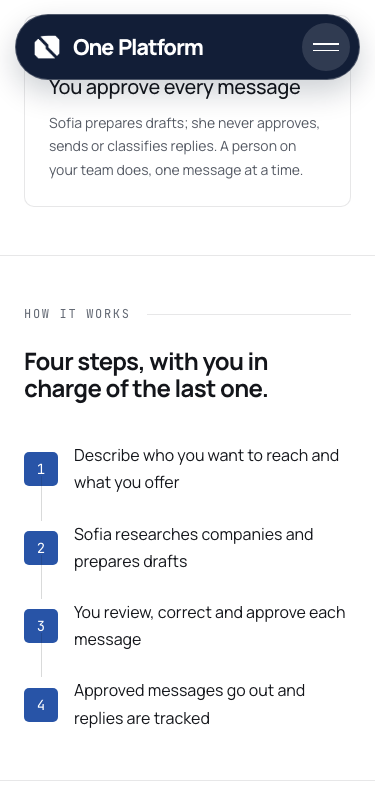 One Platform
You approve every message
Sofia prepares drafts; she never approves,
sends or classifies replies. A person on
your team does, one message at a time.
HOW IT WORKS
Four steps, with you in
charge of the last one.
1
Describe who you want to reach and
what you offer
2
Sofia researches companies and
prepares drafts
3
You review, correct and approve each
message
4
Approved messages go out and
replies are tracked